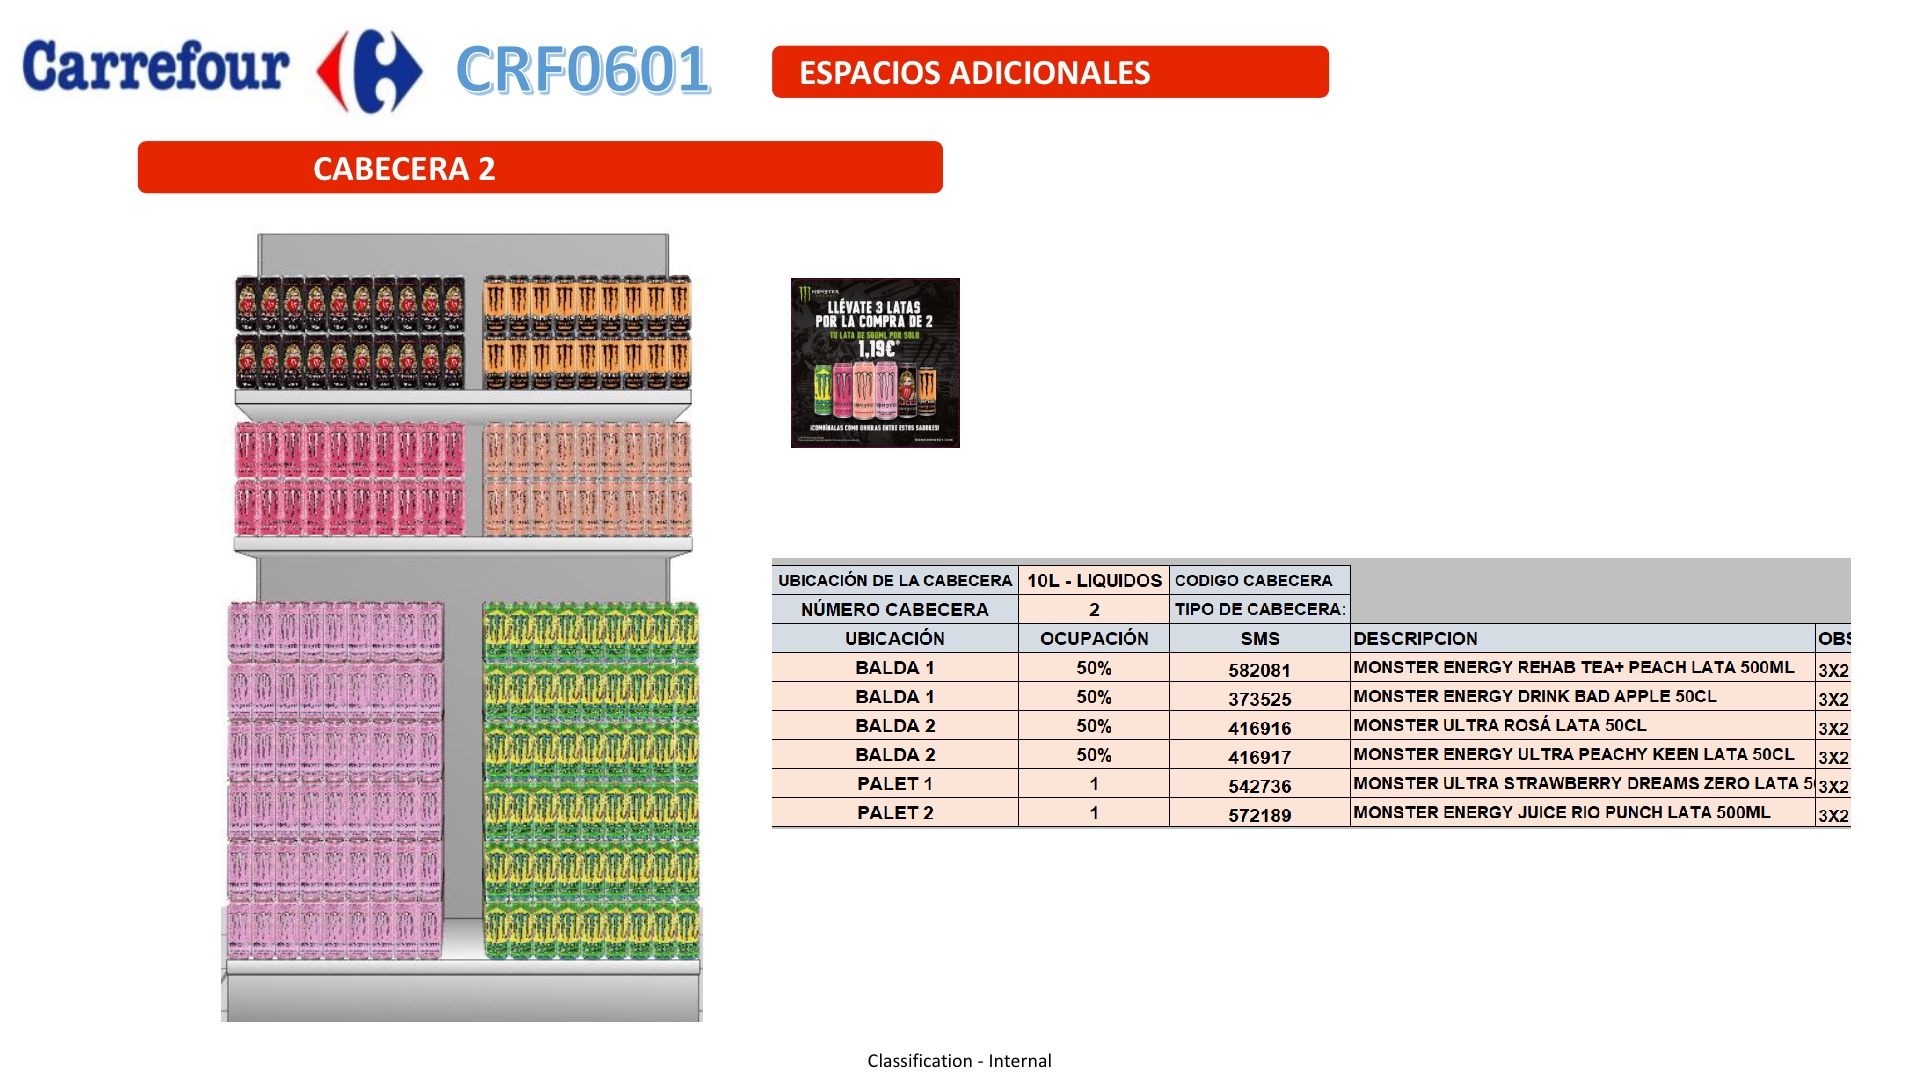 Carrefour CRF0601 ESPACIOS ADICIONALES
CABECERA 2
MONSTER
LLÉVATE 3 LATAS
POR LA COMPRA DE 2
TU LATA DE 500ML POR SOLO
1,19€*
¡COMBÍNALAS COMO QUIERAS ENTRE ESTOS SABORES!
UBICACIÓN DE LA CABECERA 10L - LIQUIDOS CODIGO CABECERA
NÚMERO CABECERA 2 TIPO DE CABECERA:
UBICACIÓN OCUPACIÓN SMS DESCRIPCION OBS
BALDA 1 50% 582081 MONSTER ENERGY REHAB TEA+ PEACH LATA 500ML 3X2
BALDA 1 50% 373525 MONSTER ENERGY DRINK BAD APPLE 50CL 3X2
BALDA 2 50% 416916 MONSTER ULTRA ROSÁ LATA 50CL 3X2
BALDA 2 50% 416917 MONSTER ENERGY ULTRA PEACHY KEEN LATA 50CL 3X2
PALET 1 1 542736 MONSTER ULTRA STRAWBERRY DREAMS ZERO LATA 5 3X2
PALET 2 1 572189 MONSTER ENERGY JUICE RIO PUNCH LATA 500ML 3X2
Classification - Internal